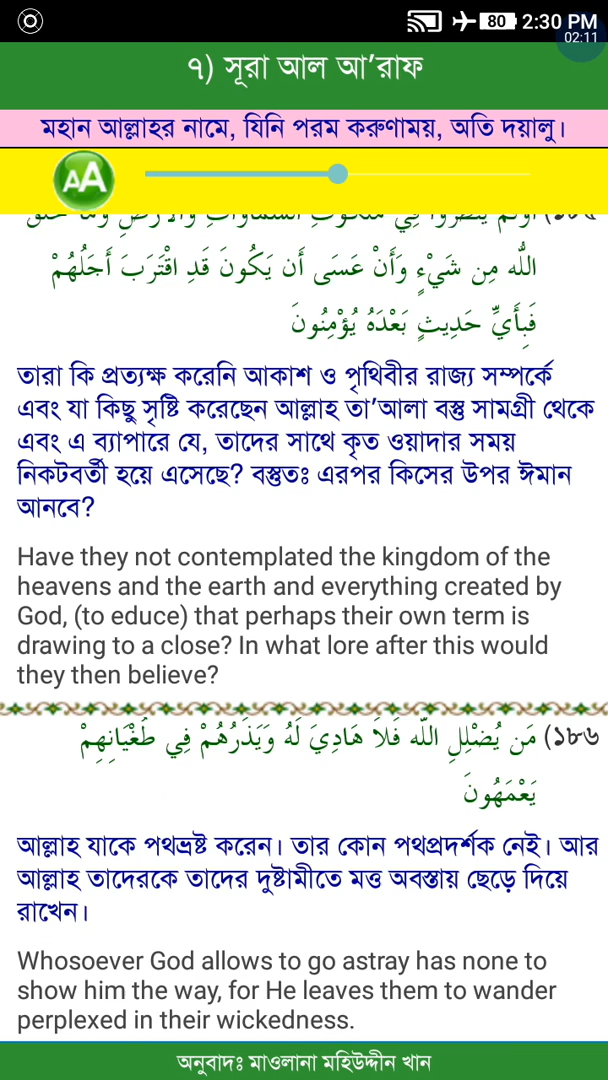 80 2:30 PM
02:11
৭) সূরা আল আ’রাফ
মহান আল্লাহর নামে, যিনি পরম করুণাময়, অতি দয়ালু।
AA
اللّه مِن شَيْءٍ وَأَنْ عَسَى أَن يَكُونَ قَدِ اقْتَرَبَ أَجَلُهُمْ
فَبِأَيِّ حَدِيثٍ بَعْدَهُ يُؤْمِنُونَ
তারা কি প্রত্যক্ষ করেনি আকাশ ও পৃথিবীর রাজ্য সম্পর্কে
এবং যা কিছু সৃষ্টি করেছেন আল্লাহ তা’আলা বস্তু সামগ্রী থেকে
এবং এ ব্যাপারে যে, তাদের সাথে কৃত ওয়াদার সময়
নিকটবর্তী হয়ে এসেছে? বস্তুতঃ এরপর কিসের উপর ঈমান
আনবে?
Have they not contemplated the kingdom of the
heavens and the earth and everything created by
God, (to educe) that perhaps their own term is
drawing to a close? In what lore after this would
they then believe?
১৮৬) مَن يُضْلِلِ اللّه فَلاَ هَادِيَ لَهُ وَيَذَرُهُمْ فِي طُغْيَانِهِمْ
يَعْمَهُونَ
আল্লাহ যাকে পথভ্রষ্ট করেন। তার কোন পথপ্রদর্শক নেই। আর
আল্লাহ তাদেরকে তাদের দুষ্টামীতে মত্ত অবস্তায় ছেড়ে দিয়ে
রাখেন।
Whosoever God allows to go astray has none to
show him the way, for He leaves them to wander
perplexed in their wickedness.
অনুবাদঃ মাওলানা মহিউদ্দীন খান